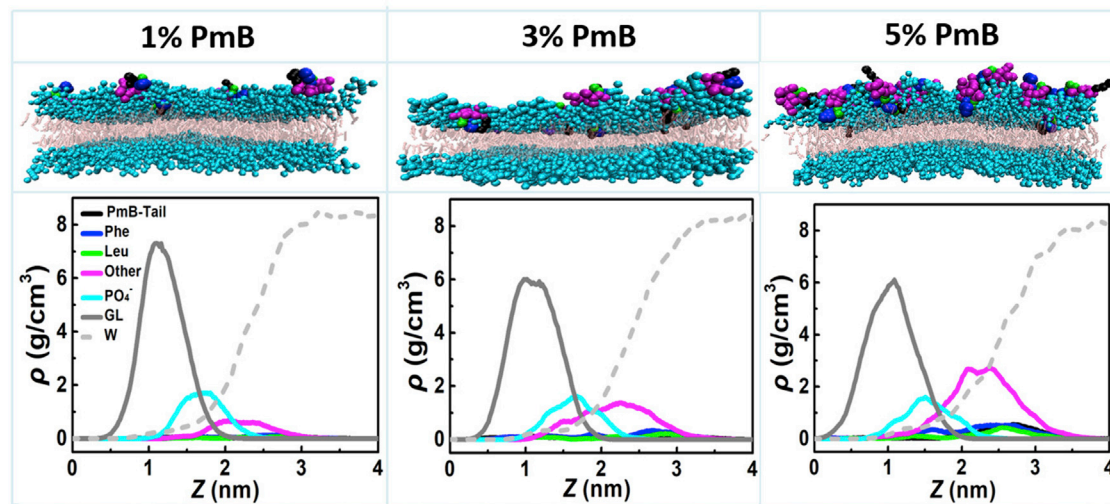 1% PmB
3% PmB
5% PmB
ρ (g/cm³)
8
6
4
2
0
PmB-Tail
Phe
Leu
Other
PO₄⁻
GL
W
0 1 2 3 4
Z (nm)
ρ (g/cm³)
8
6
4
2
0
0 1 2 3 4
Z (nm)
ρ (g/cm³)
8
6
4
2
0
0 1 2 3 4
Z (nm)